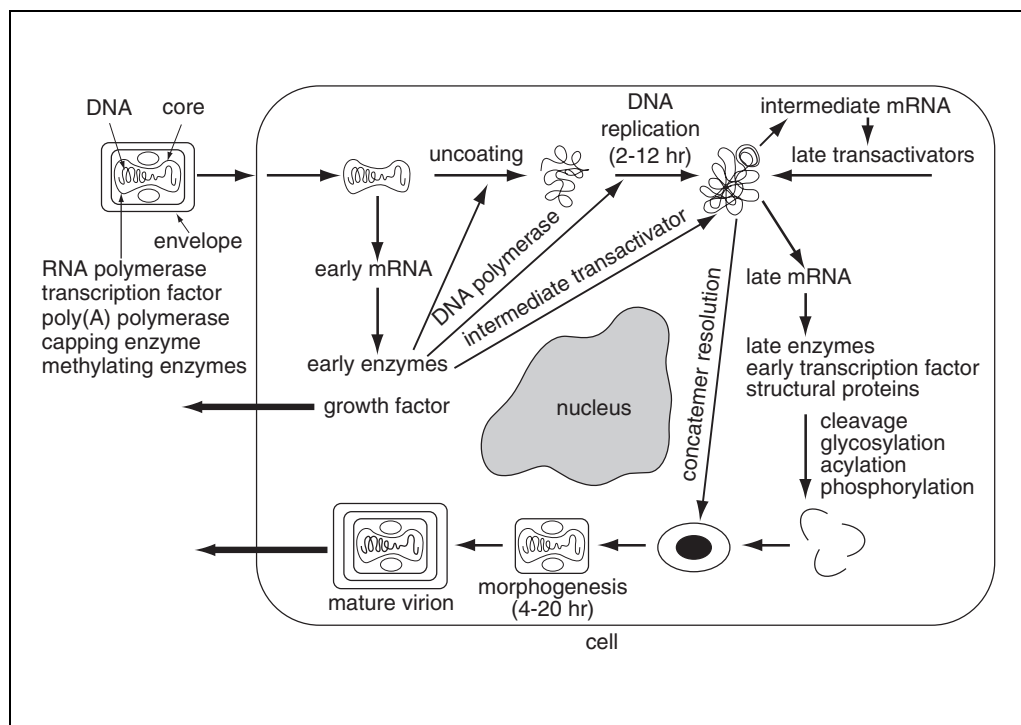 DNA core
envelope
RNA polymerase
transcription factor
poly(A) polymerase
capping enzyme
methylating enzymes
early mRNA
early enzymes
growth factor
uncoating
DNA polymerase
intermediate transactivator
DNA
replication
(2-12 hr)
intermediate mRNA
late transactivators
late mRNA
late enzymes
early transcription factor
structural proteins
cleavage
glycosylation
acylation
phosphorylation
concatemer resolution
nucleus
morphogenesis
(4-20 hr)
mature virion
cell